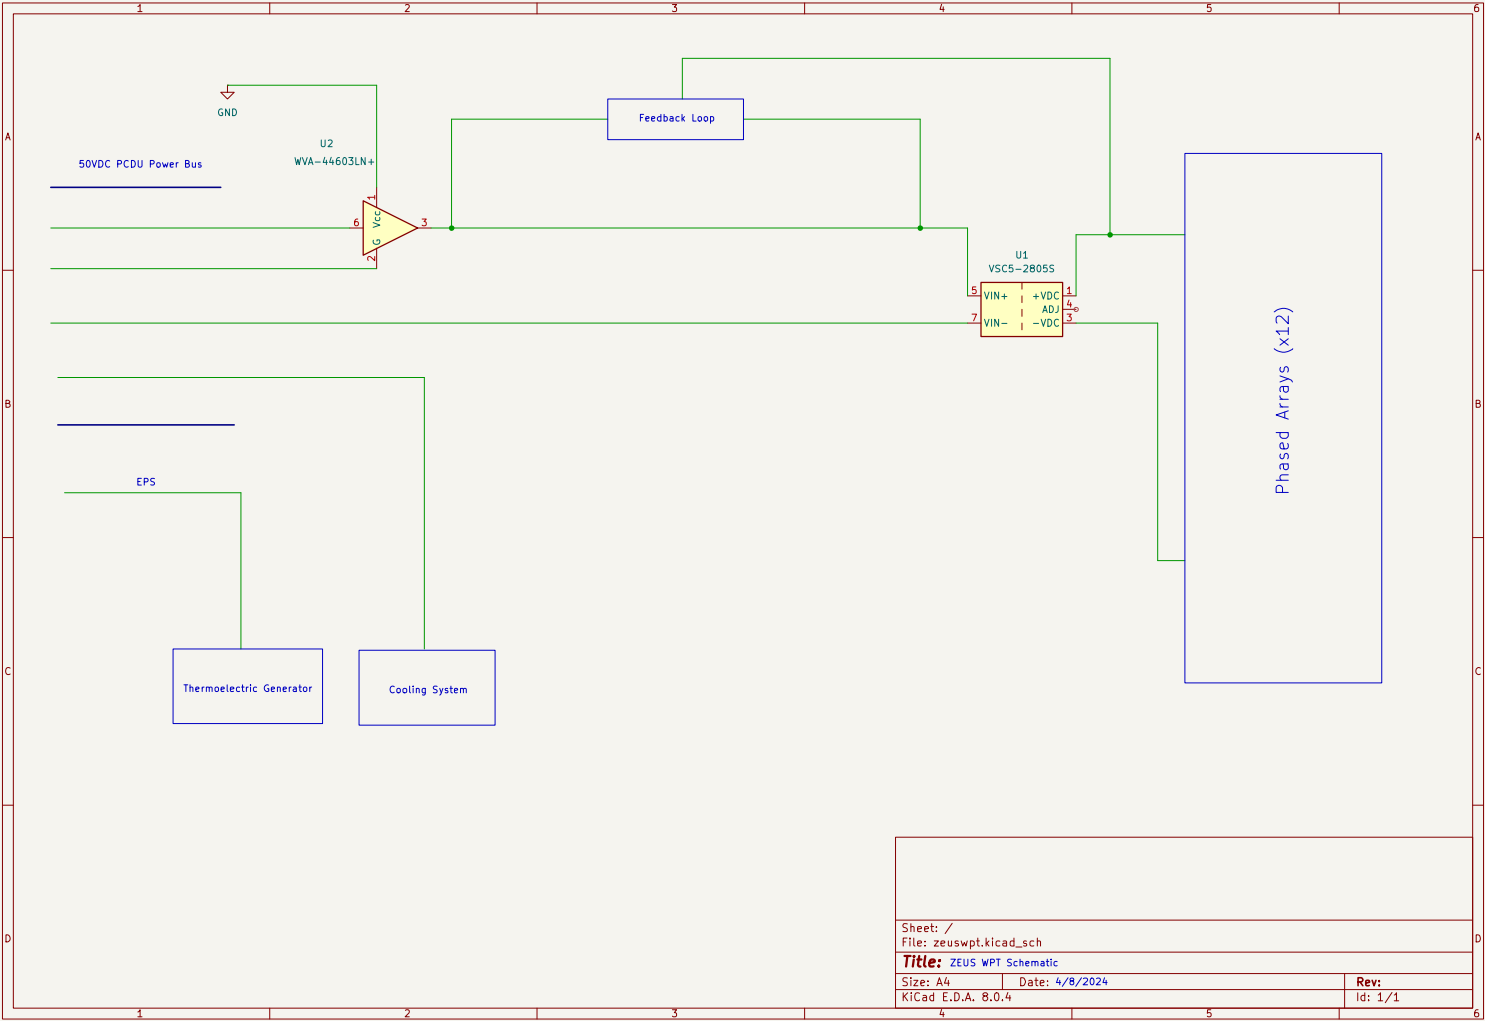 1 2 3 4 5 6
A
B
C
D
A
B
C
D
1 2 3 4 5 6
GND
U2
WVA-44603LN+
50VDC PCDU Power Bus
1
Vcc
6
3
G
2
Feedback Loop
U1
VSC5-2805S
5 VIN+ +VDC 1
ADJ 4
7 VIN- -VDC 3
Phased Arrays (x12)
EPS
Thermoelectric Generator
Cooling System
Sheet: /
File: zeuswpt.kicad_sch
Title: ZEUS WPT Schematic
Size: A4 Date: 4/8/2024 Rev:
KiCad E.D.A. 8.0.4 Id: 1/1